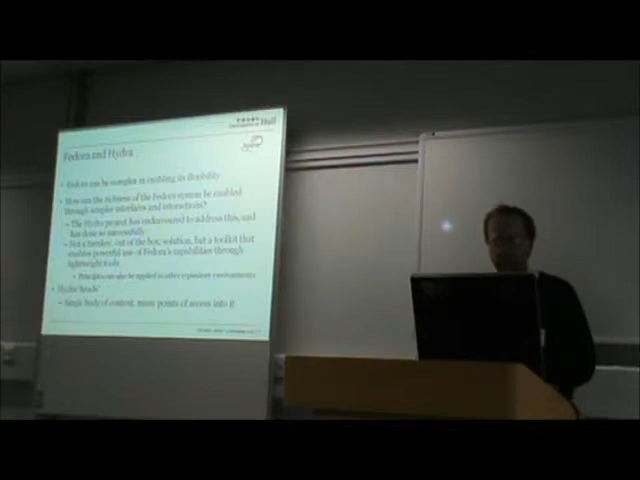 UNIVERSITY OF Hull
Fedora and Hydra
Fedora can be complex in enabling its flexibility
How can the richness of the Fedora system be enabled
through simpler interfaces and interactions?
– The Hydra project has endeavoured to address this, and
has done so successfully
– Not a turnkey, out of the box, solution, but a toolkit that
enables powerful use of Fedora's capabilities through
lightweight tools
Principles can also be applied to other repository environments
• Hydra 'heads'
– Single body of content, many points of access into it